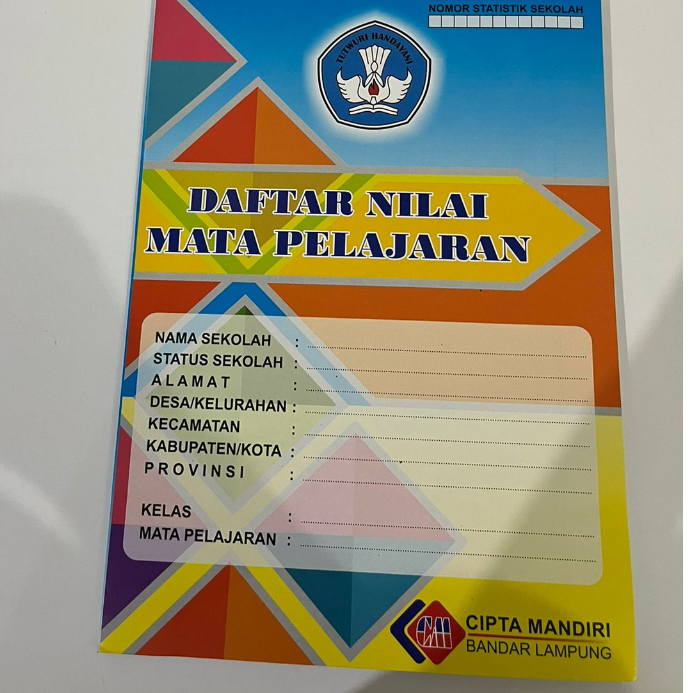 NOMOR STATISTIK SEKOLAH
TUTWURI HANDAYANI
DAFTAR NILAI
MATA PELAJARAN
NAMA SEKOLAH :
STATUS SEKOLAH :
ALAMAT :
DESA/KELURAHAN :
KECAMATAN :
KABUPATEN/KOTA :
PROVINSI :
KELAS :
MATA PELAJARAN :
CM
CIPTA MANDIRI
BANDAR LAMPUNG